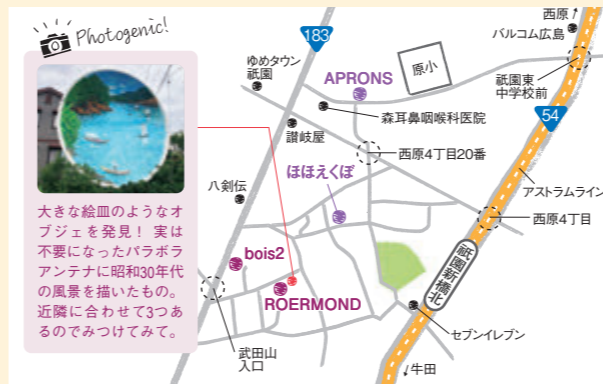 Photogenic!
大きな絵皿のようなオ
ブジェを発見！ 実は
不要になったパラボラ
アンテナに昭和30年代
の風景を描いたもの。
近隣に合わせて3つあ
るのでみつけてみて。
183
ゆめタウン
祇園
APRONS
原小
西原↑
バルコム広島
祇園東
中学校前
54
森耳鼻咽喉科医院
讃岐屋
西原4丁目20番
アストラムライン
八剣伝
ほほえくぼ
西原4丁目
bois2
ROERMOND
祇園新橋北
武田山
入口
セブンイレブン
↓牛田